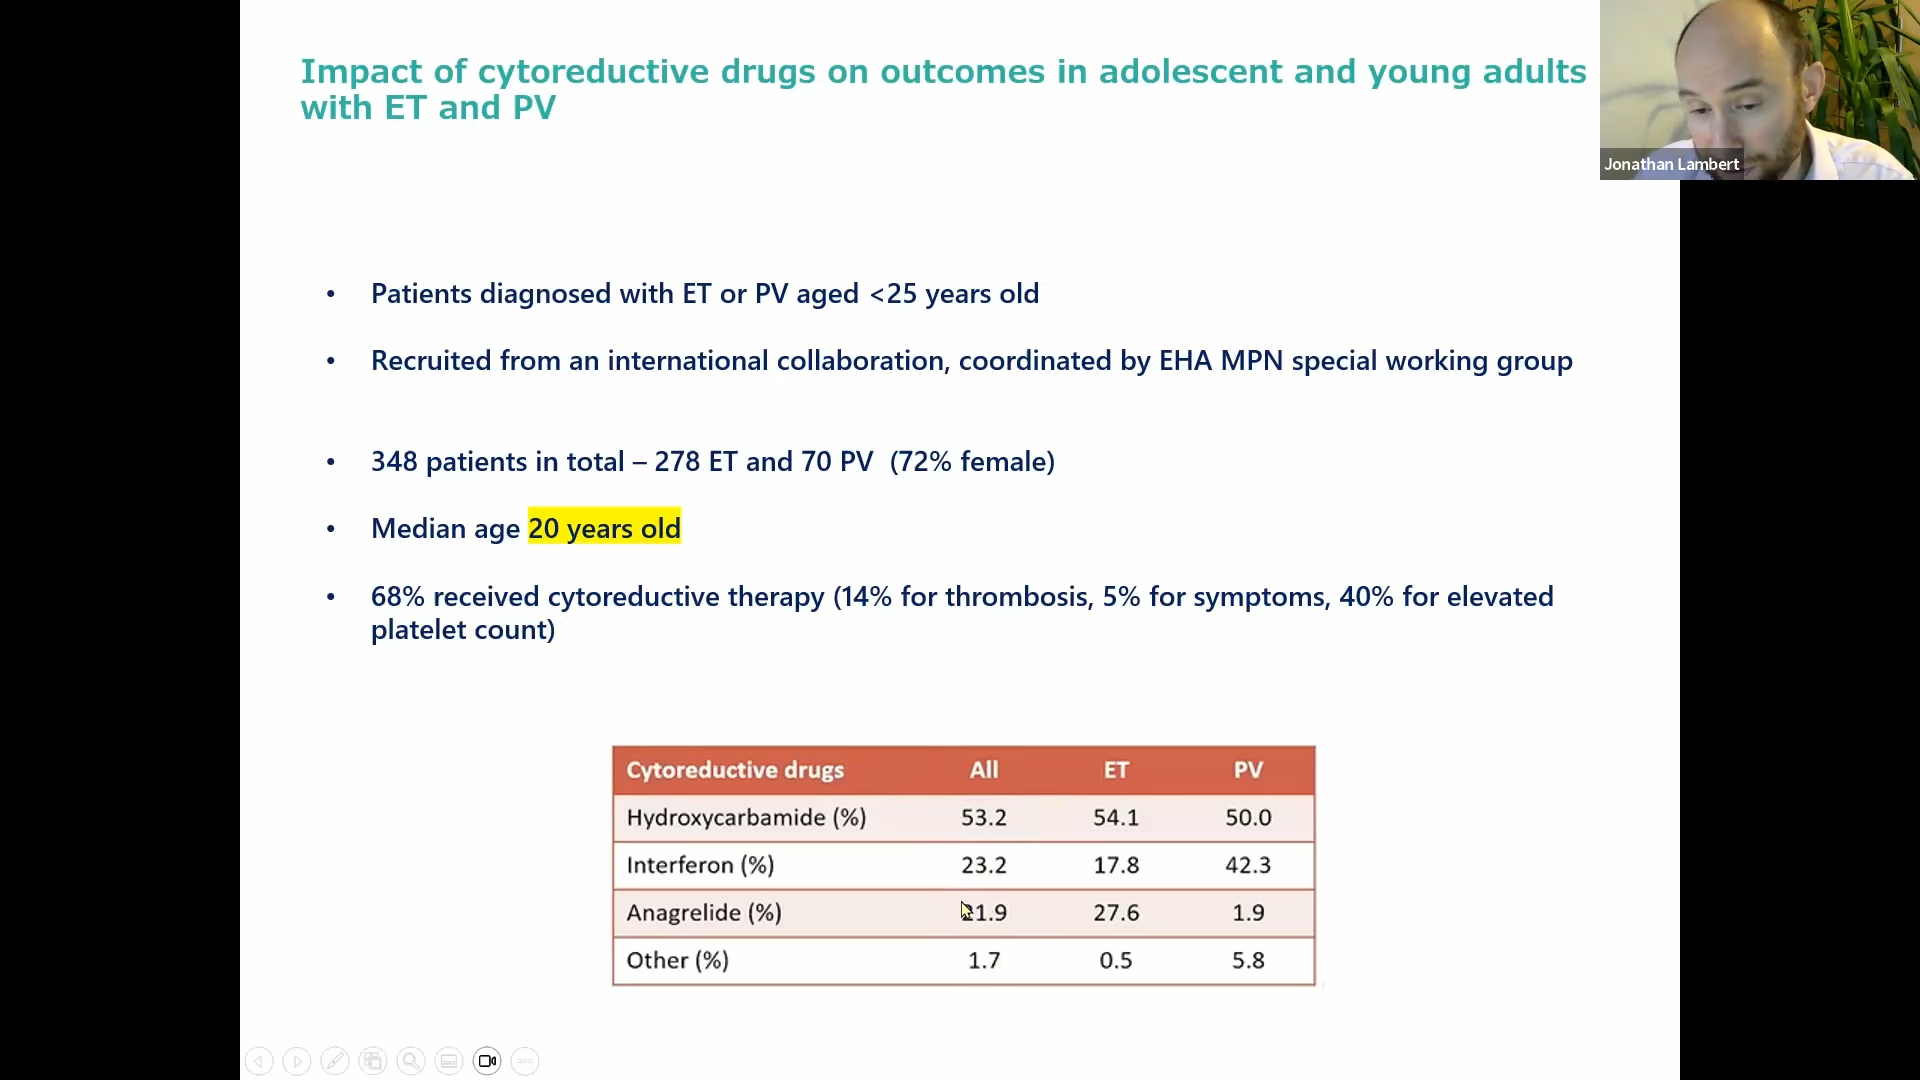 Impact of cytoreductive drugs on outcomes in adolescent and young adults
with ET and PV
Jonathan Lambert
• Patients diagnosed with ET or PV aged <25 years old
• Recruited from an international collaboration, coordinated by EHA MPN special working group
• 348 patients in total – 278 ET and 70 PV (72% female)
• Median age 20 years old
• 68% received cytoreductive therapy (14% for thrombosis, 5% for symptoms, 40% for elevated
platelet count)
Cytoreductive drugs All ET PV
Hydroxycarbamide (%) 53.2 54.1 50.0
Interferon (%) 23.2 17.8 42.3
Anagrelide (%) 21.9 27.6 1.9
Other (%) 1.7 0.5 5.8